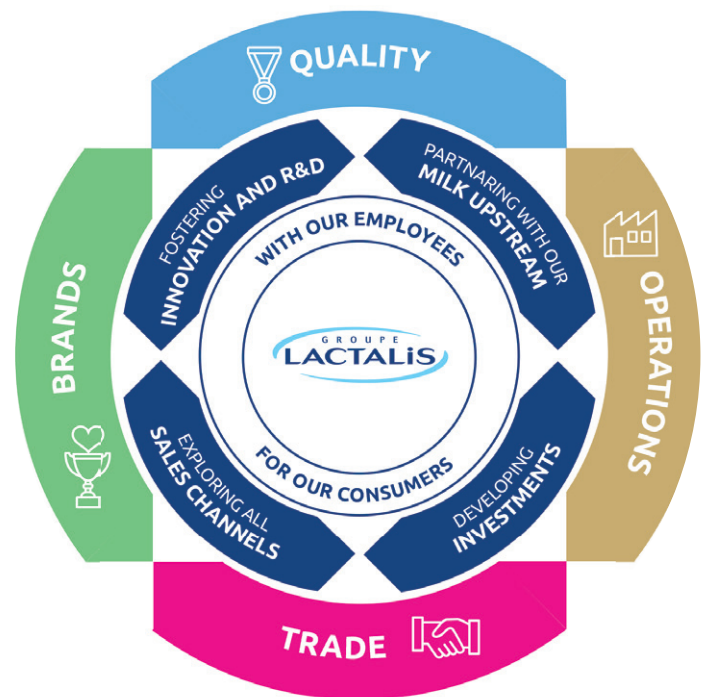 QUALITY
FOSTERING
INNOVATION AND R&D
PARTNARING WITH OUR
MILK UPSTREAM
WITH OUR EMPLOYEES
BRANDS
OPERATIONS
GROUPE
LACTALiS
FOR OUR CONSUMERS
EXPLORING ALL
SALES CHANNELS
DEVELOPING
INVESTMENTS
TRADE